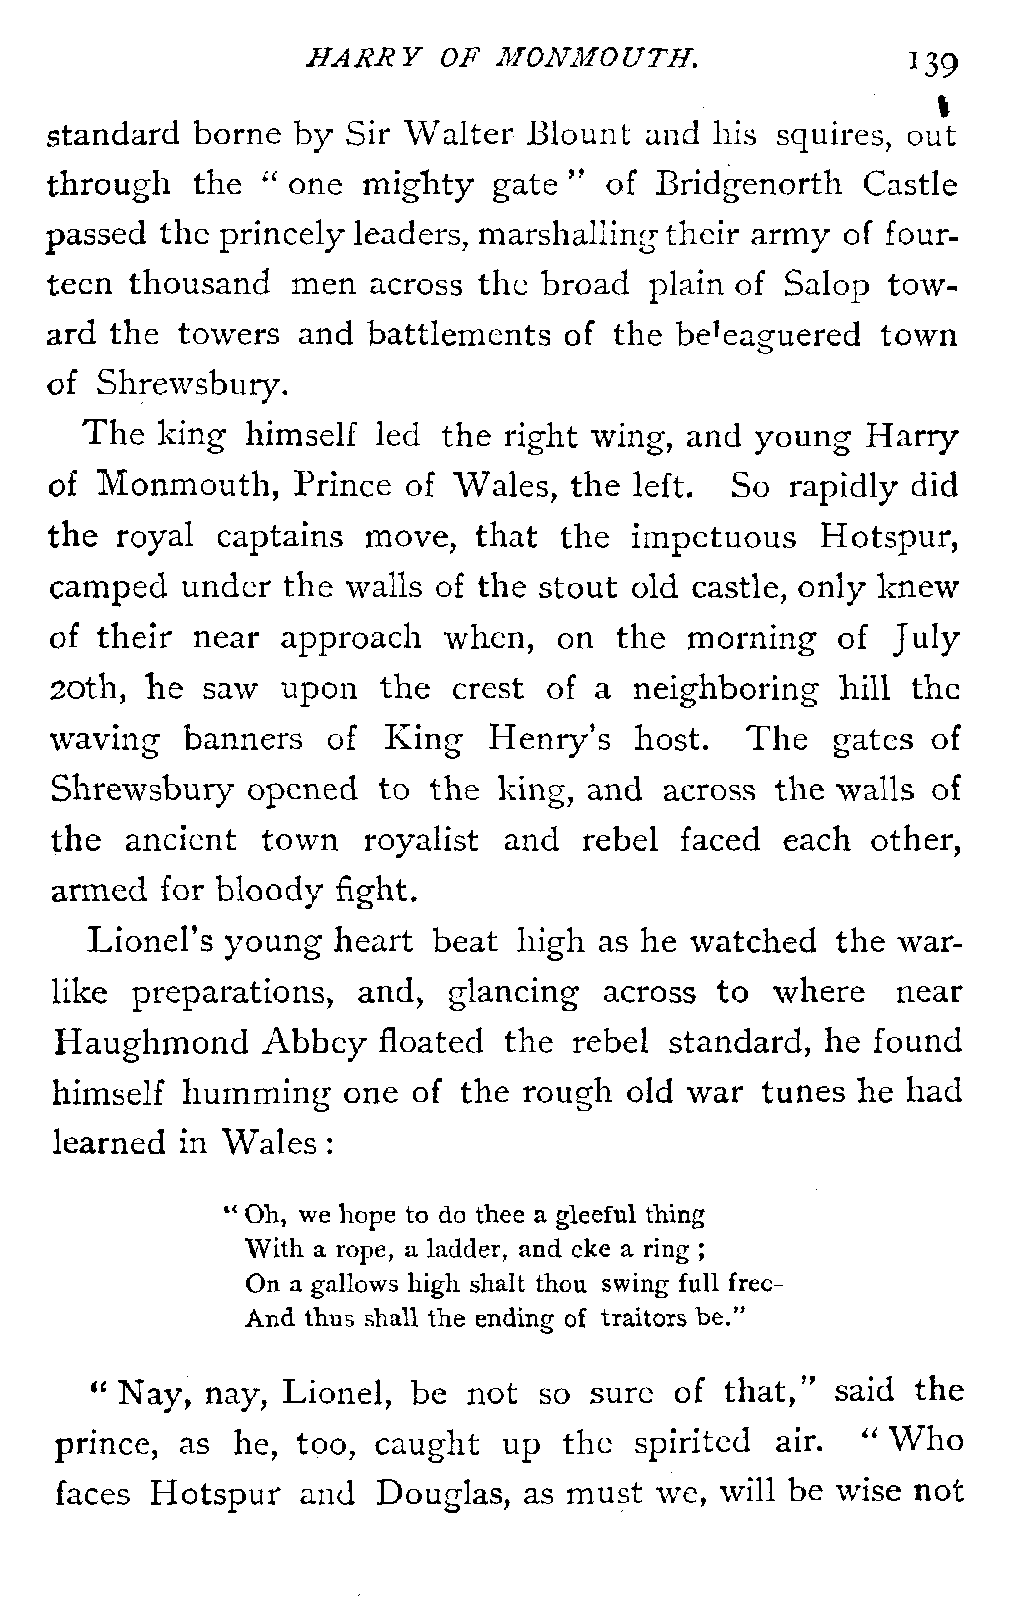 HARRY OF MONMOUTH. 139
standard borne by Sir Walter Blount and his squires, out
through the “ one mighty gate ” of Bridgenorth Castle
passed the princely leaders, marshalling their army of four-
teen thousand men across the broad plain of Salop tow-
ard the towers and battlements of the beleaguered town
of Shrewsbury.
The king himself led the right wing, and young Harry
of Monmouth, Prince of Wales, the left. So rapidly did
the royal captains move, that the impetuous Hotspur,
camped under the walls of the stout old castle, only knew
of their near approach when, on the morning of July
20th, he saw upon the crest of a neighboring hill the
waving banners of King Henry’s host. The gates of
Shrewsbury opened to the king, and across the walls of
the ancient town royalist and rebel faced each other,
armed for bloody fight.
Lionel’s young heart beat high as he watched the war-
like preparations, and, glancing across to where near
Haughmond Abbey floated the rebel standard, he found
himself humming one of the rough old war tunes he had
learned in Wales :
“ Oh, we hope to do thee a gleeful thing
With a rope, a ladder, and eke a ring ;
On a gallows high shalt thou swing full free-
And thus shall the ending of traitors be.”
“ Nay, nay, Lionel, be not so sure of that,” said the
prince, as he, too, caught up the spirited air. “ Who
faces Hotspur and Douglas, as must we, will be wise not